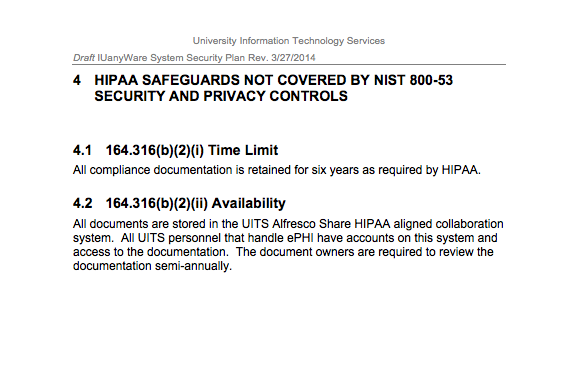 University Information Technology Services
Draft IUanyWare System Security Plan Rev. 3/27/2014
4 HIPAA SAFEGUARDS NOT COVERED BY NIST 800-53
SECURITY AND PRIVACY CONTROLS
4.1 164.316(b)(2)(i) Time Limit
All compliance documentation is retained for six years as required by HIPAA.
4.2 164.316(b)(2)(ii) Availability
All documents are stored in the UITS Alfresco Share HIPAA aligned collaboration
system. All UITS personnel that handle ePHI have accounts on this system and
access to the documentation. The document owners are required to review the
documentation semi-annually.